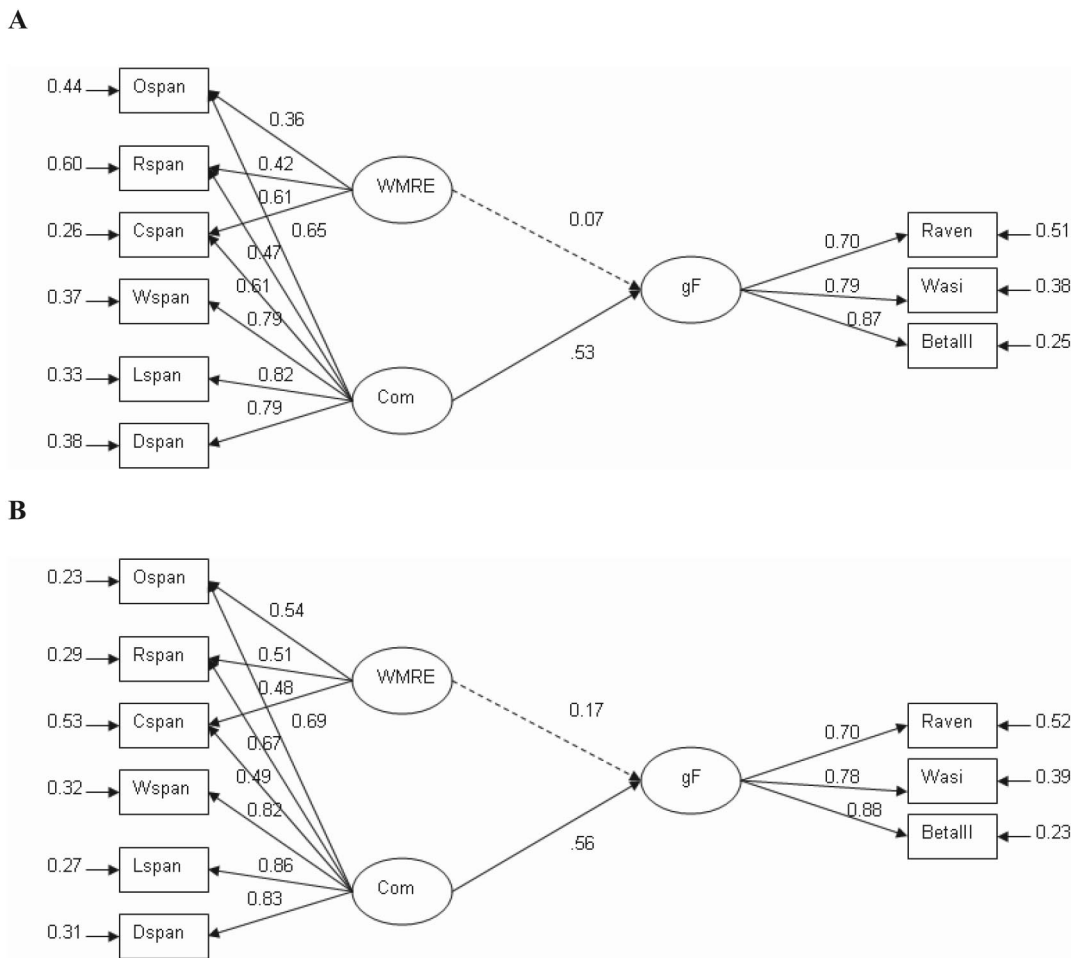 A
0.44 Ospan
0.36
0.60 Rspan 0.42 WMRE
0.61
0.26 Cspan 0.65 0.07 Raven 0.51
0.47 0.70
0.61
0.37 Wspan 0.79 gF 0.79 Wasi 0.38
0.87
.53 BetaIII 0.25
0.33 Lspan 0.82 Com
0.79
0.38 Dspan
B
0.23 Ospan
0.54
0.29 Rspan 0.51 WMRE
0.48
0.53 Cspan 0.69 0.17 Raven 0.52
0.67 0.70
0.49
0.32 Wspan 0.82 gF 0.78 Wasi 0.39
0.88
.56 BetaIII 0.23
0.27 Lspan 0.86 Com
0.83
0.31 Dspan